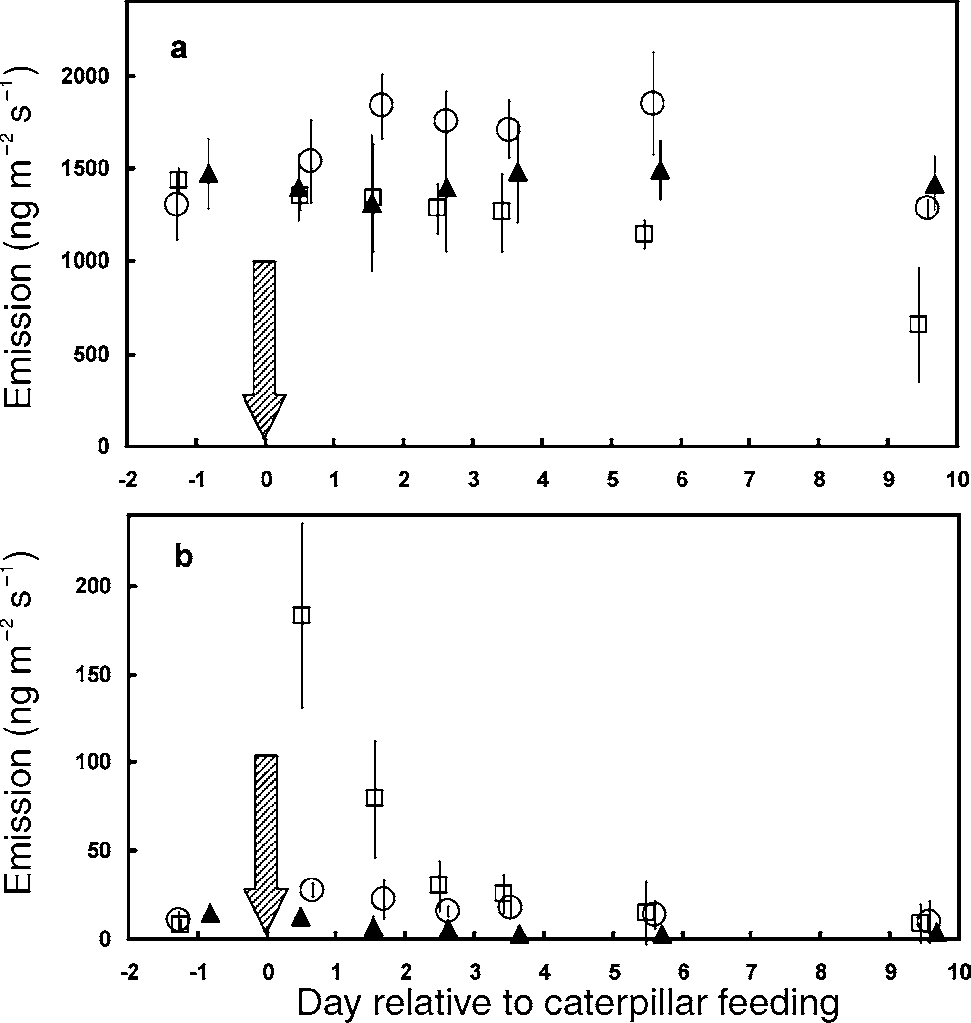 a
Emission (ng m⁻² s⁻¹)
2000
1500
1000
500
0
-2 -1 0 1 2 3 4 5 6 7 8 9 10
b
Emission (ng m⁻² s⁻¹)
200
150
100
50
0
-2 -1 0 1 2 3 4 5 6 7 8 9 10
Day relative to caterpillar feeding